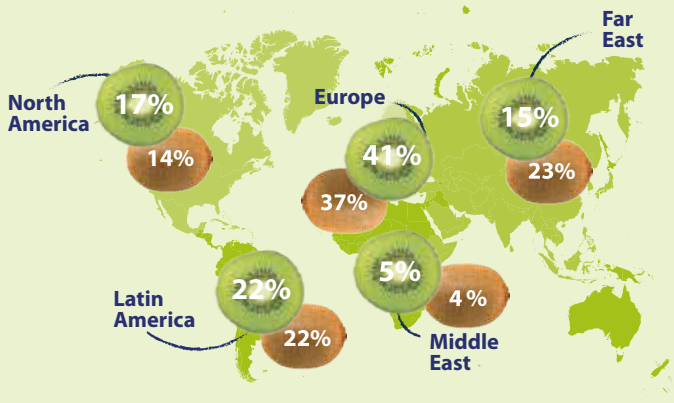 Far
East
North
America
17%
14%
Europe
41%
37%
15%
23%
Latin
America
22%
22%
5%
4 %
Middle
East